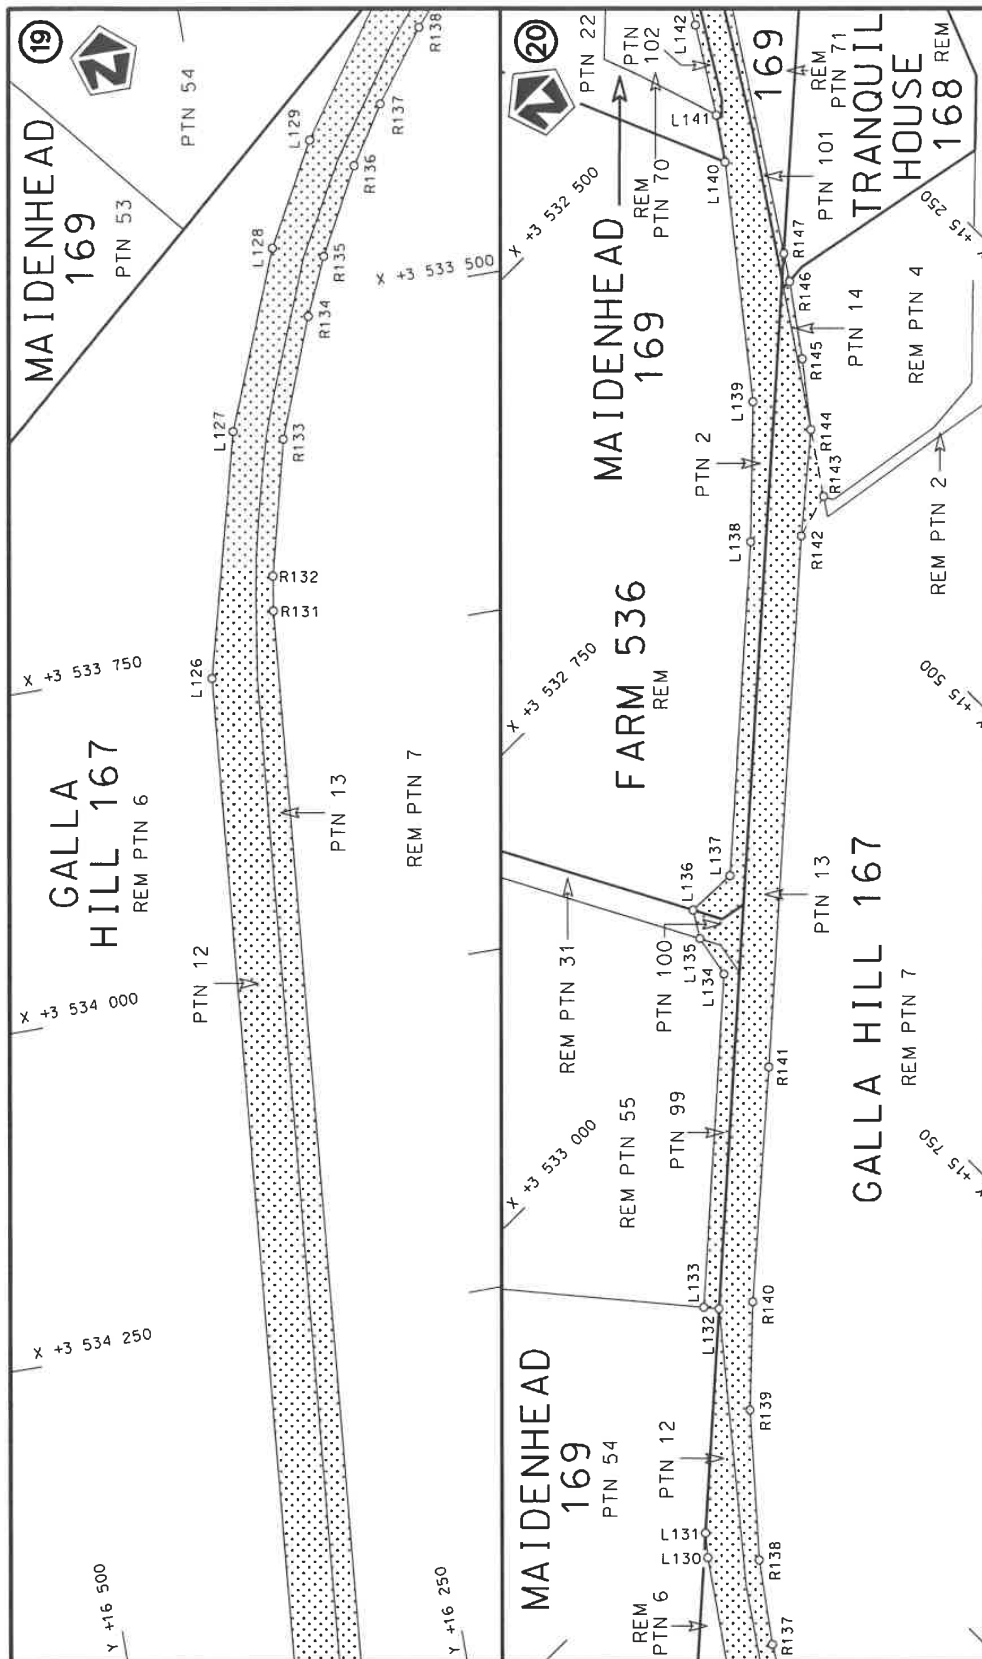 19
MAIDENHEAD
169
PTN 53
PTN 54
GALLA
HILL 167
REM PTN 6
PTN 12
PTN 13
REM PTN 7
L126
L127
L128
L129
R131
R132
R133
R134
R135
R136
R137
R138
X +3 533 500
X +3 533 750
X +3 534 000
X +3 534 250
Y +16 500
Y +16 250
20
MAIDENHEAD
169
PTN 54
REM
PTN 6
PTN 12
REM PTN 55
PTN 99
REM PTN 31
PTN 100
FARM 536
REM
MAIDENHEAD
169
PTN 2
REM
PTN 70
PTN 22
PTN
102
169
REM
PTN 71
PTN 101
TRANQUIL
HOUSE
168 REM
PTN 14
REM PTN 4
REM PTN 2
PTN 13
GALLA HILL 167
REM PTN 7
L130
L131
L132
L133
L134
L135
L136
L137
L138
L139
L140
L141
L142
R137
R138
R139
R140
R141
R142
R143
R144
R145
R146
R147
X +3 532 500
X +3 532 750
X +3 533 000
+15 250
+15 500
+15 750